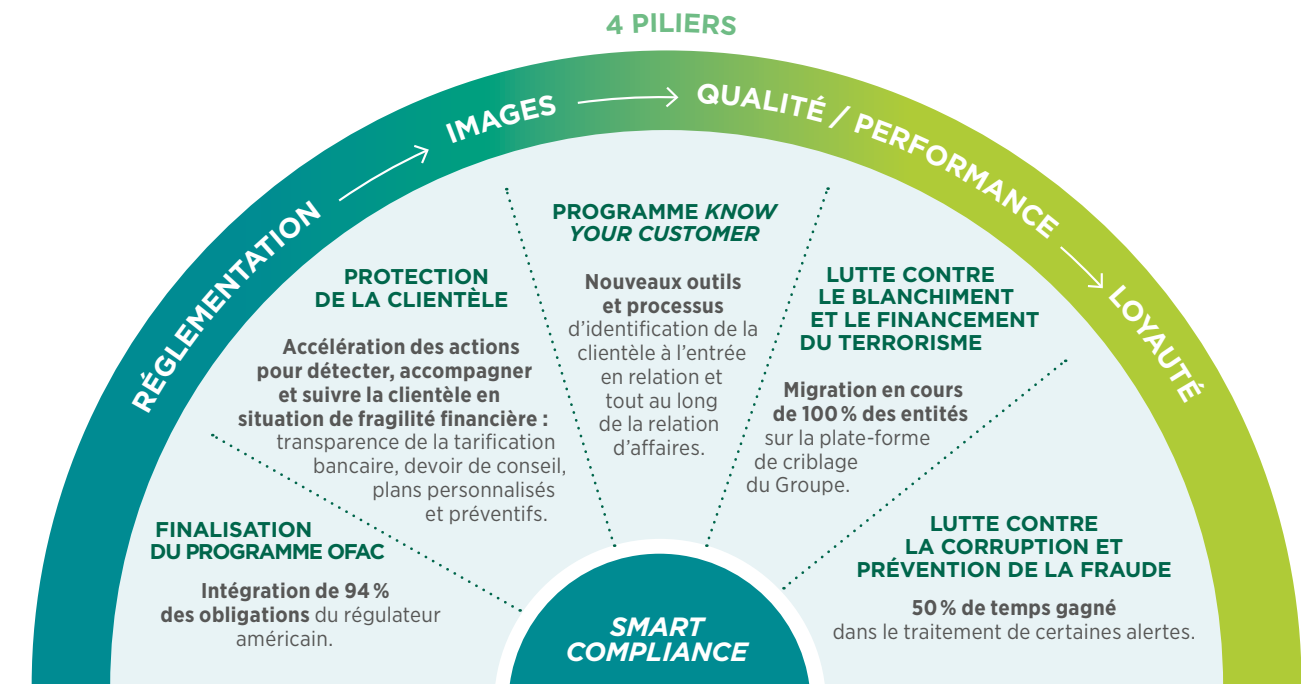 4 PILIERS
RÉGLEMENTATION
IMAGES
QUALITÉ / PERFORMANCE
LOYAUTÉ
FINALISATION
DU PROGRAMME OFAC
Intégration de 94 %
des obligations du régulateur
américain.
PROTECTION
DE LA CLIENTÈLE
Accélération des actions
pour détecter, accompagner
et suivre la clientèle en
situation de fragilité financière :
transparence de la tarification
bancaire, devoir de conseil,
plans personnalisés
et préventifs.
PROGRAMME KNOW
YOUR CUSTOMER
Nouveaux outils
et processus
d’identification de la
clientèle à l’entrée
en relation et
tout au long
de la relation
d’affaires.
LUTTE CONTRE
LE BLANCHIMENT
ET LE FINANCEMENT
DU TERRORISME
Migration en cours
de 100 % des entités
sur la plate-forme
de criblage
du Groupe.
LUTTE CONTRE
LA CORRUPTION ET
PRÉVENTION DE LA FRAUDE
50 % de temps gagné
dans le traitement de certaines alertes.
SMART
COMPLIANCE